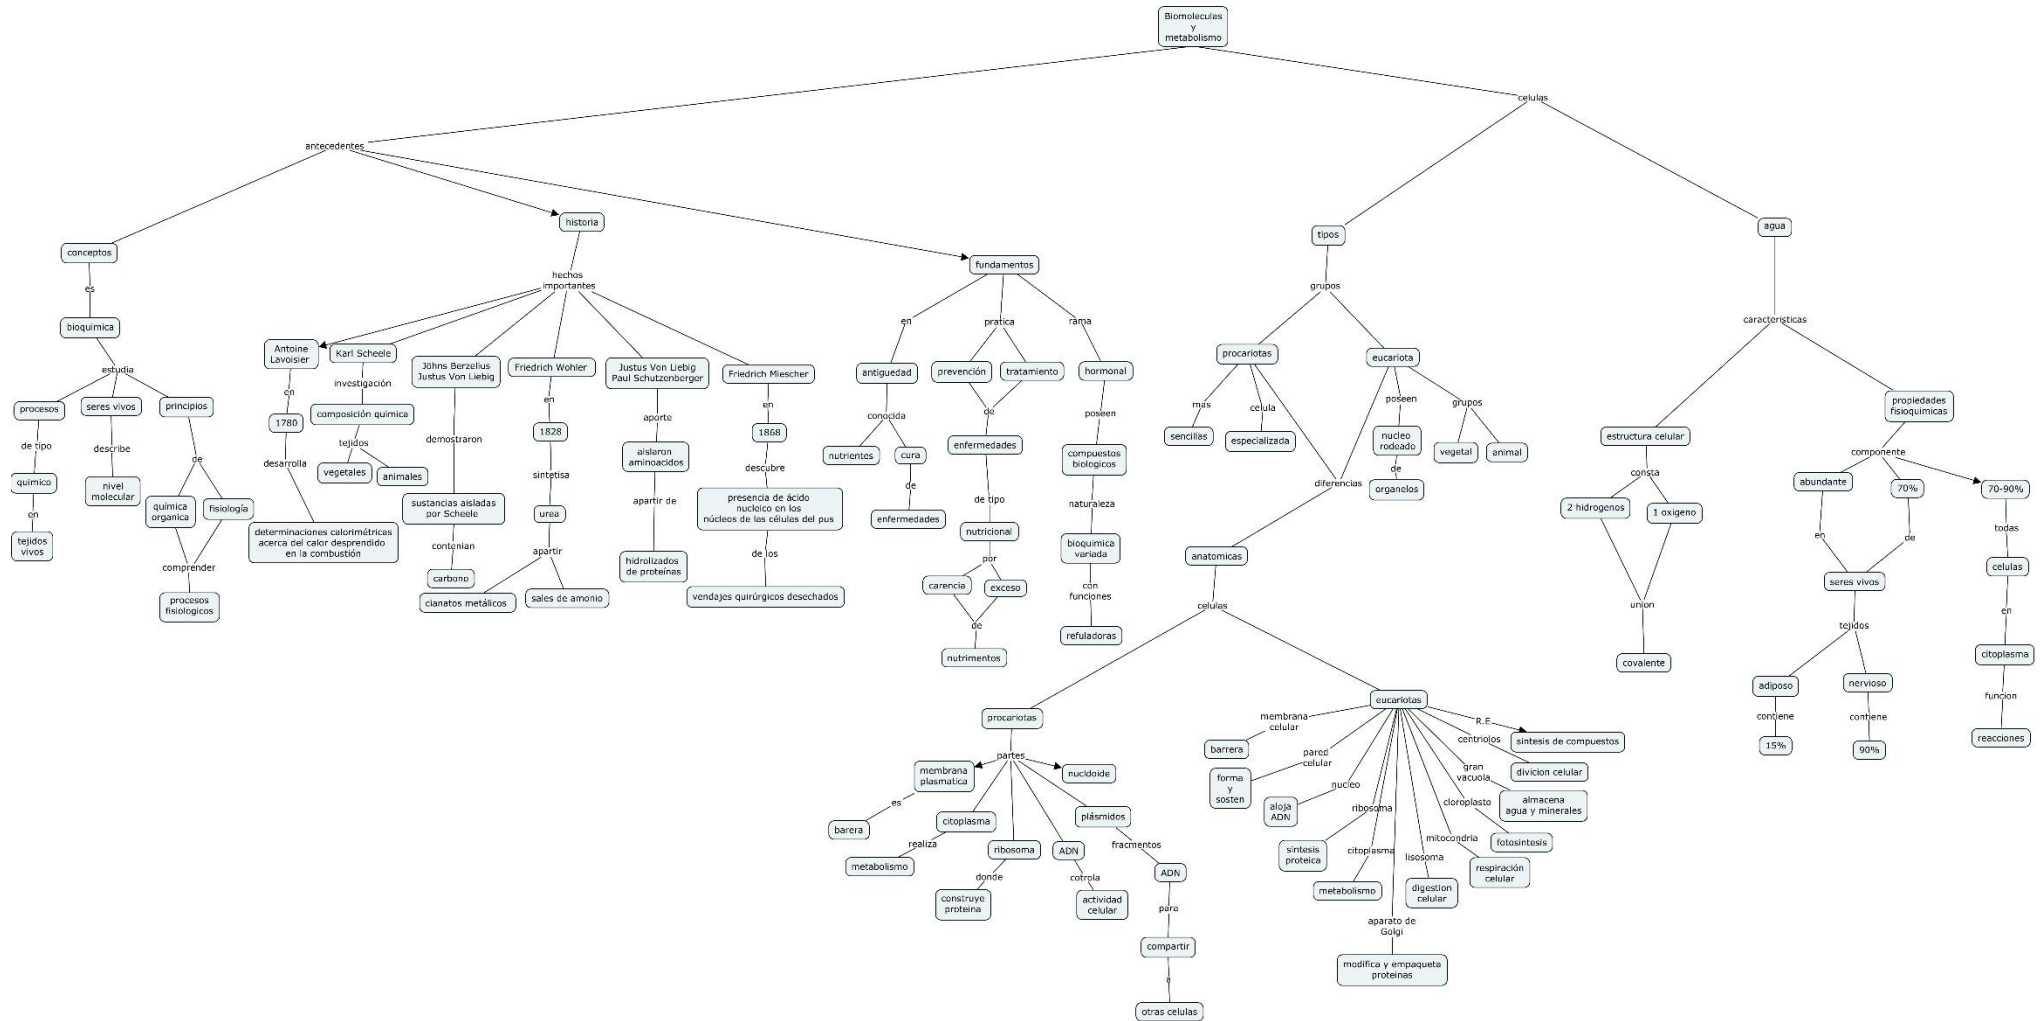 Biomoleculas
y
metabolismo
celulas
antecedentes
historia
tipos
agua
conceptos
fundamentos
hechos
importantes
es
grupos
caracteristicas
bioquimica
en
pratica
rama
Antoine
Lavoisier
Karl Scheele
Jöhns Berzelius
Justus Von Liebig
Friedrich Wohler
Justus Von Liebig
Paul Schutzenberger
Friedrich Miescher
antiguedad
prevención
tratamiento
hormonal
procariotas
eucariota
estudia
procesos
seres vivos
principios
en
investigación
en
aporte
en
conocida
de
poseen
mas
celula
poseen
grupos
propiedades
fisioquimicas
1780
composición quimica
1828
1868
sencillas
especializada
nucleo
rodeado
vegetal
animal
estructura celular
de tipo
describe
de
desarrolla
tejidos
demostraron
sintetisa
aislaron
aminoacidos
descubre
nutrientes
cura
enfermedades
compuestos
biologicos
diferencias
de
organelos
consta
componente
quimico
nivel
molecular
química
organica
fisiología
vegetales
animales
apartir de
de
de tipo
naturaleza
2 hidrogenos
1 oxigeno
abundante
70%
70-90%
en
sustancias aisladas
por Scheele
urea
presencia de ácido
nucleico en los
núcleos de las células del pus
enfermedades
nutricional
todas
tejidos
vivos
comprender
determinaciones calorimétricas
acerca del calor desprendido
en la combustión
contenian
apartir
hidrolizados
de proteínas
de los
por
bioquimica
variada
anatomicas
en
de
procesos
fisiologicos
carbono
cianatos metálicos
sales de amonio
vendajes quirúrgicos desechados
carencia
exceso
con
funciones
celulas
union
seres vivos
celulas
de
nutrimentos
refuladoras
covalente
tejidos
en
citoplasma
procariotas
eucariotas
adiposo
nervioso
funcion
membrana
celular
R.E
contiene
contiene
reacciones
partes
barrera
pared
celular
centriolos
sintesis de compuestos
15%
90%
membrana
plasmatica
nucldoide
forma
y
sosten
nucleo
gran
vacuola
divicion celular
es
citoplasma
plásmidos
aloja
ADN
ribosoma
cloroplasto
almacena
agua y minerales
barera
realiza
ribosoma
ADN
fracmentos
sintesis
proteica
citoplasma
lisosoma
mitocondria
fotosintesis
metabolismo
donde
cotrola
ADN
metabolismo
digestion
celular
respiración
celular
construye
proteina
actividad
celular
para
aparato de
Golgi
compartir
modifica y empaqueta
proteinas
a
otras celulas